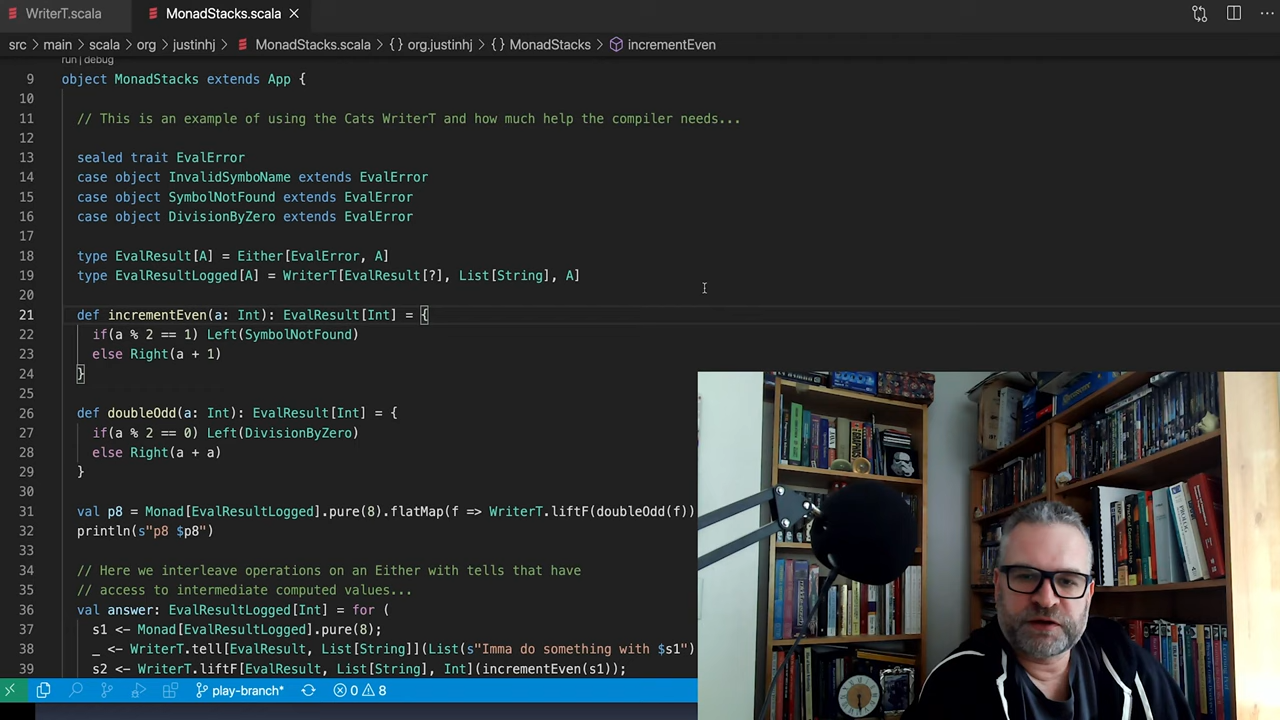 WriterT.scala
MonadStacks.scala
src > main > scala > org > justinhj > MonadStacks.scala > {} org.justinhj > {} MonadStacks > incrementEven
run | debug
9 object MonadStacks extends App {
10
11 // This is an example of using the Cats WriterT and how much help the compiler needs...
12
13 sealed trait EvalError
14 case object InvalidSymboName extends EvalError
15 case object SymbolNotFound extends EvalError
16 case object DivisionByZero extends EvalError
17
18 type EvalResult[A] = Either[EvalError, A]
19 type EvalResultLogged[A] = WriterT[EvalResult[?], List[String], A]
20
21 def incrementEven(a: Int): EvalResult[Int] = {
22 if(a % 2 == 1) Left(SymbolNotFound)
23 else Right(a + 1)
24 }
25
26 def doubleOdd(a: Int): EvalResult[Int] = {
27 if(a % 2 == 0) Left(DivisionByZero)
28 else Right(a + a)
29 }
30
31 val p8 = Monad[EvalResultLogged].pure(8).flatMap(f => WriterT.liftF(doubleOdd(f))
32 println(s"p8 $p8")
33
34 // Here we interleave operations on an Either with tells that have
35 // access to intermediate computed values...
36 val answer: EvalResultLogged[Int] = for (
37 s1 <- Monad[EvalResultLogged].pure(8);
38 _ <- WriterT.tell[EvalResult, List[String]](List(s"Imma do something with $s1")
39 s2 <- WriterT.liftF[EvalResult, List[String], Int](incrementEven(s1));
play-branch* 0 8